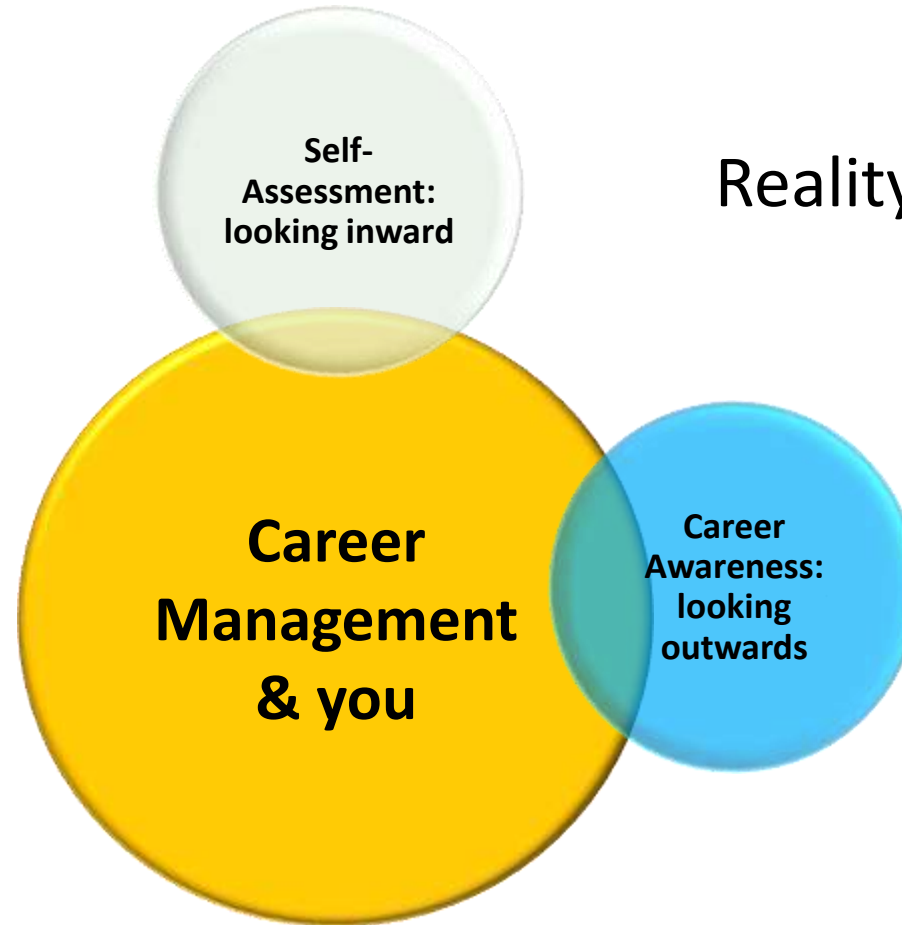 Self-
Assessment:
looking inward
Reality
Career
Management
& you
Career
Awareness:
looking
outwards